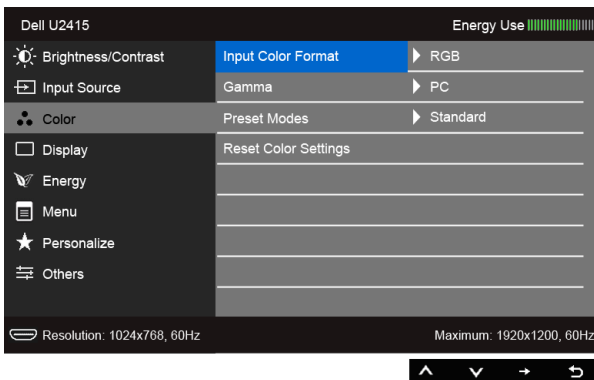 Dell U2415 Energy Use
Brightness/Contrast Input Color Format RGB
Input Source Gamma PC
Color Preset Modes Standard
Display Reset Color Settings
Energy
Menu
Personalize
Others
Resolution: 1024x768, 60Hz Maximum: 1920x1200, 60Hz